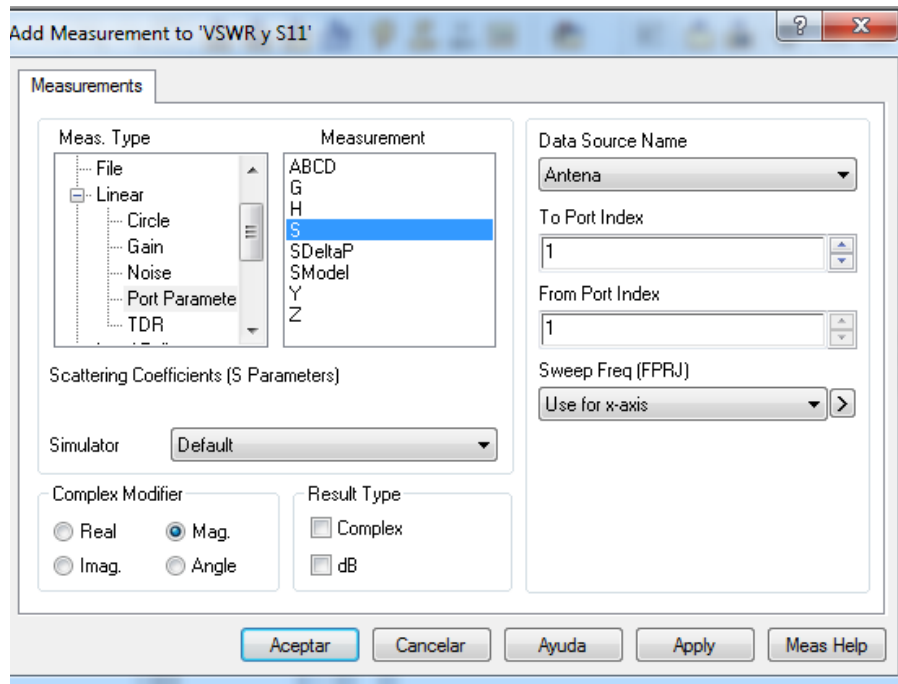 Add Measurement to 'VSWR y S11'
Measurements
Meas. Type
File
Linear
Circle
Gain
Noise
Port Paramete
TDR
Measurement
ABCD
G
H
S
SDeltaP
SModel
Y
Z
Scattering Coefficients (S Parameters)
Simulator Default
Complex Modifier
Real Mag.
Imag. Angle
Result Type
Complex
dB
Data Source Name
Antena
To Port Index
1
From Port Index
1
Sweep Freq (FPRJ)
Use for x-axis >
Aceptar Cancelar Ayuda Apply Meas Help